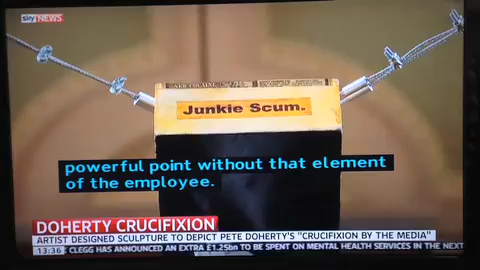 sky NEWS
Junkie Scum.
powerful point without that element
of the employee.
DOHERTY CRUCIFIXION
ARTIST DESIGNED SCULPTURE TO DEPICT PETE DOHERTY'S "CRUCIFIXION BY THE MEDIA"
13:36 CLEGG HAS ANNOUNCED AN EXTRA £1.25bn TO BE SPENT ON MENTAL HEALTH SERVICES IN THE NEXT